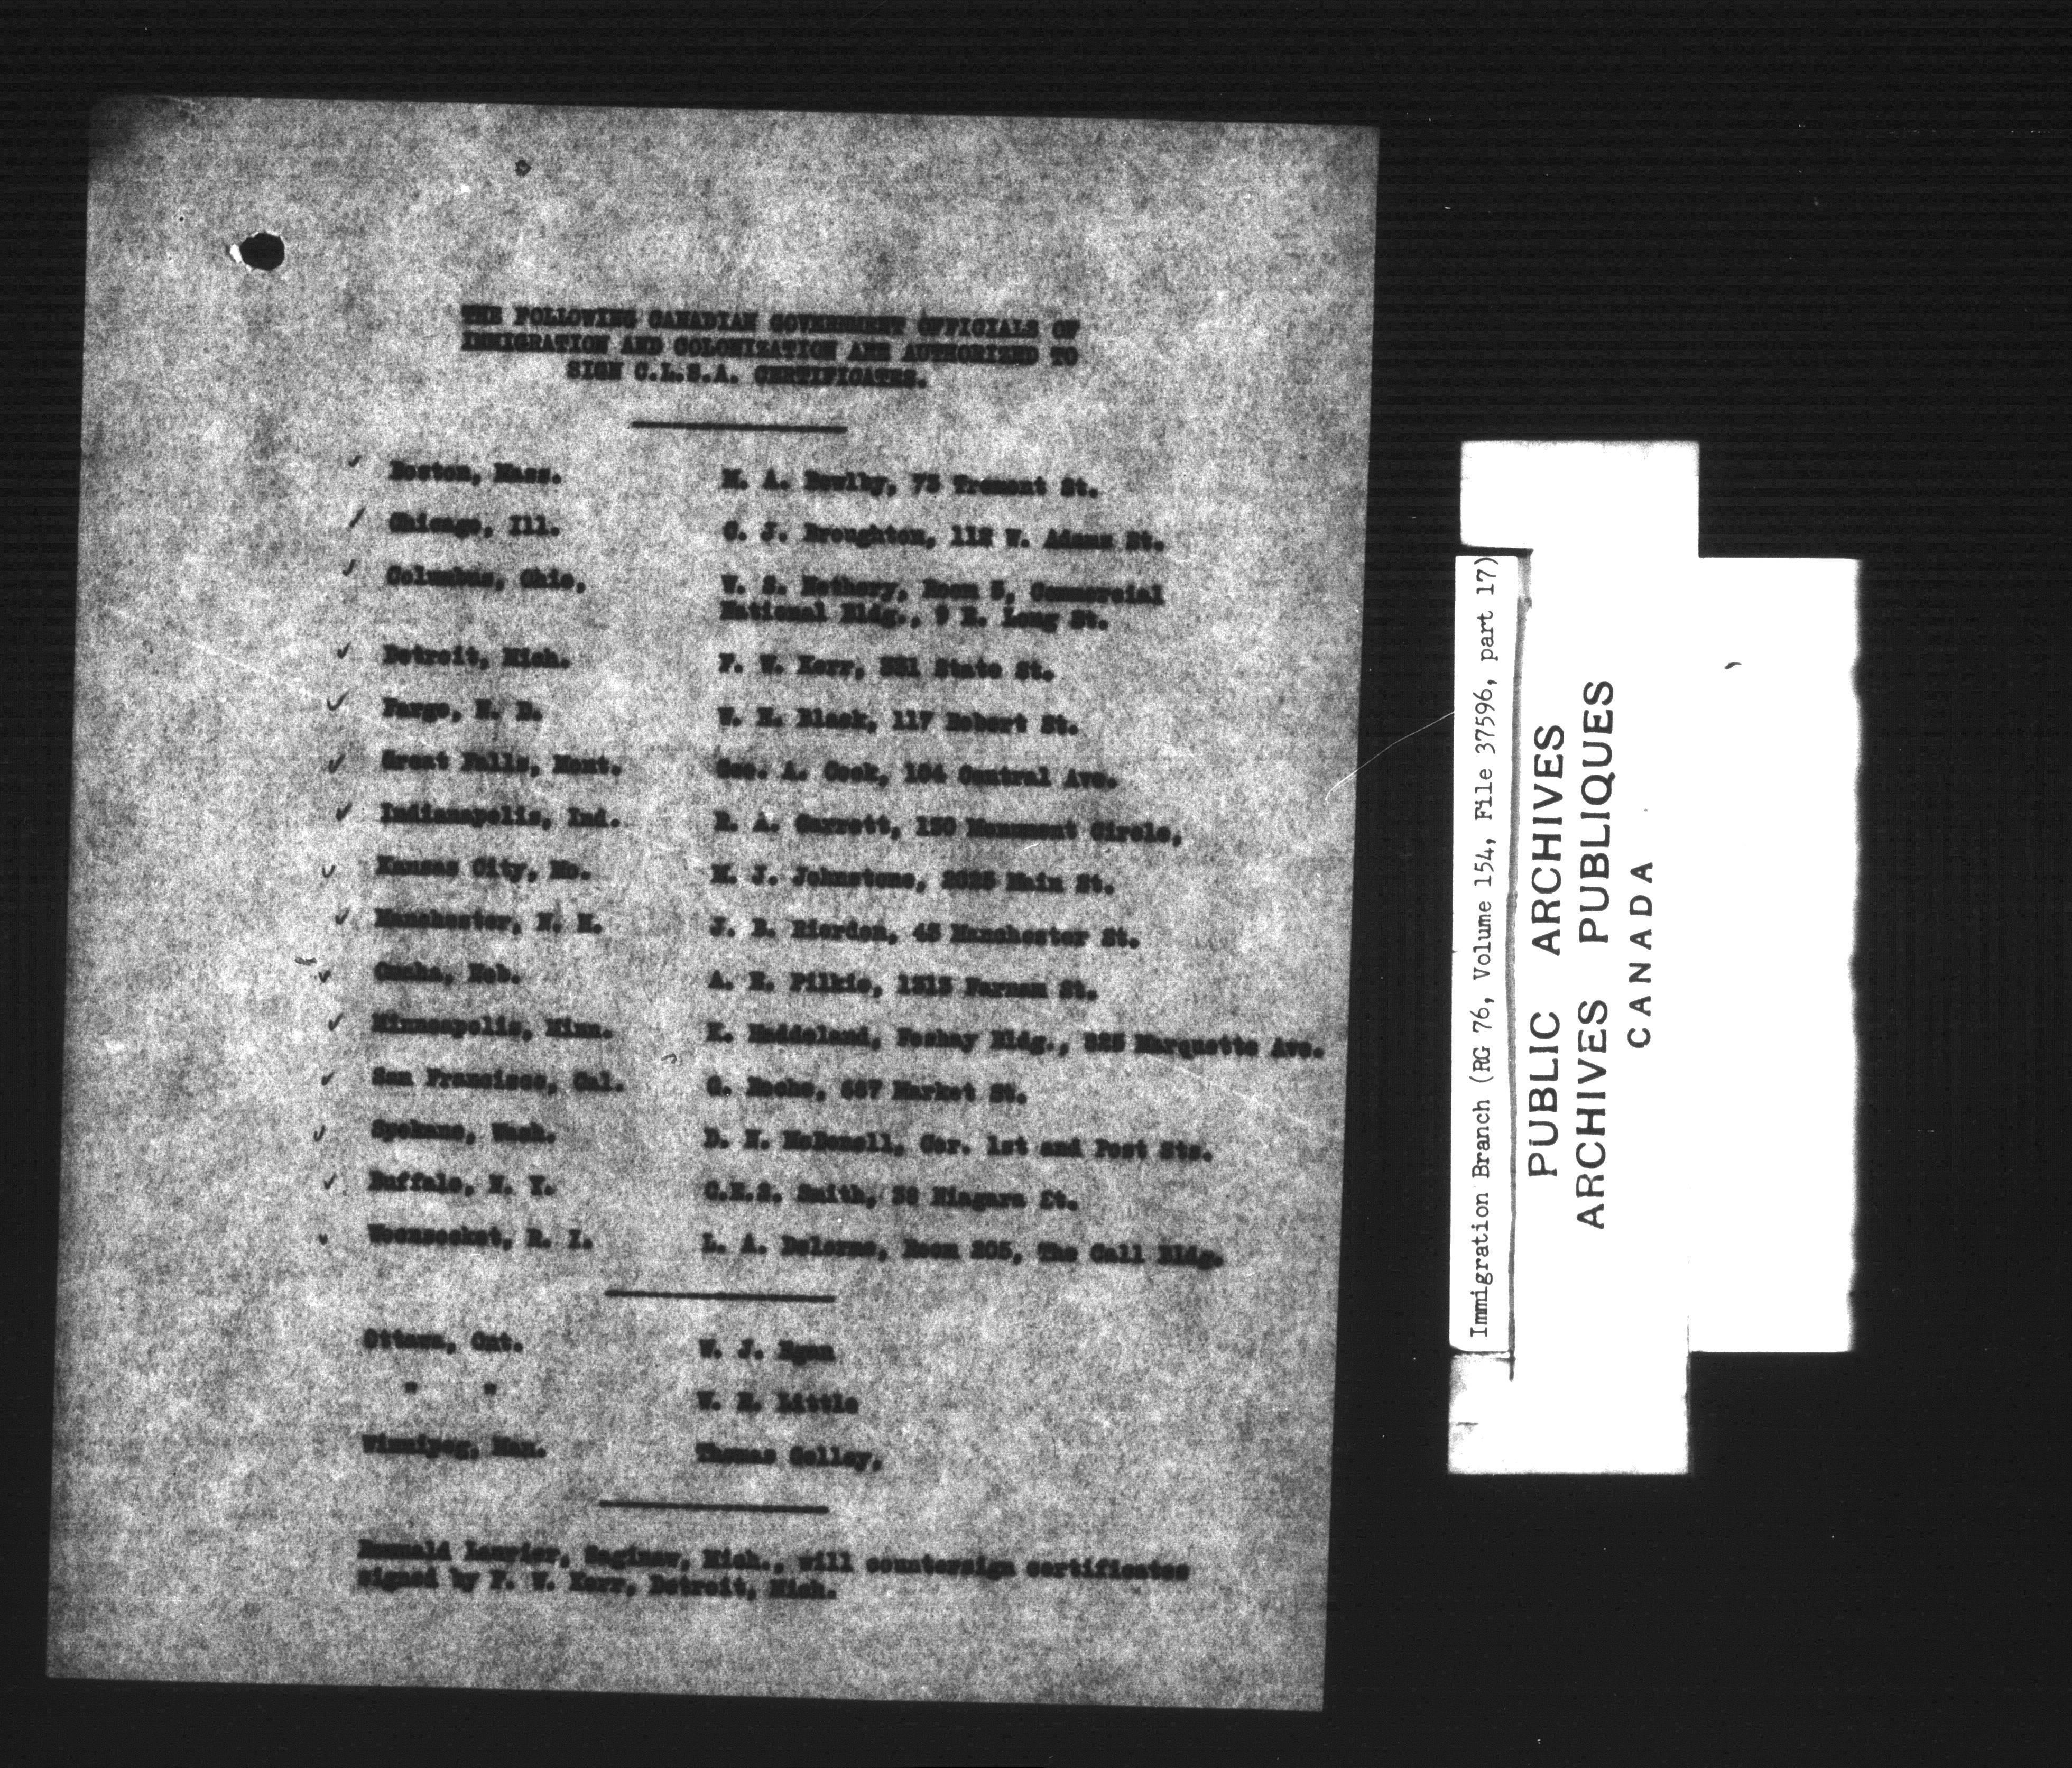 THE FOLLOWING CANADIAN GOVERNMENT OFFICIALS OF
IMMIGRATION AND COLONIZATION ARE AUTHORIZED TO
SIGN C.L.S.A. CERTIFICATES.
Boston, Mass. M. A. Bowlby, 73 Tremont St.
Chicago, Ill. C. J. Broughton, 112 W. Adams St.
Columbus, Ohio, W. S. Nethery, Room 5, Commercial
National Bldg., 9 E. Long St.
Detroit, Mich. F. W. Kerr, 331 State St.
Fargo, N. D. W. E. Black, 117 Robert St.
Great Falls, Mont. Geo. A. Cook, 104 Central Ave.
Indianapolis, Ind. R. A. Garrett, 130 Monument Circle,
Kansas City, Mo. M. J. Johnstone, 2025 Main St.
Manchester, N. H. J. B. Riordon, 43 Manchester St.
Omaha, Neb. A. E. Pilkie, 1313 Farnam St.
Minneapolis, Minn. K. Haddeland, Foshay Bldg., 825 Marquette Ave.
San Francisco, Cal. G. Roche, 687 Market St.
Spokane, Wash. D. N. McDonell, Cor. 1st and Post Sts.
Buffalo, N. Y. C.E.S. Smith, Niagara St.
Woonsocket, R. I. L. A. Delorme, Room 205, The Call Bldg.
Ottawa, Ont. W. J. Egan
" " W. R. Little
Winnipeg, Man. Thomas Gelley,
Laurier, Saginaw, Mich., will countersign certificates
signed by F. W. Kerr, Detroit, Mich.
Immigration Branch (RG 76, Volume 154, File 37596, part 17)
PUBLIC ARCHIVES
ARCHIVES PUBLIQUES
CANADA